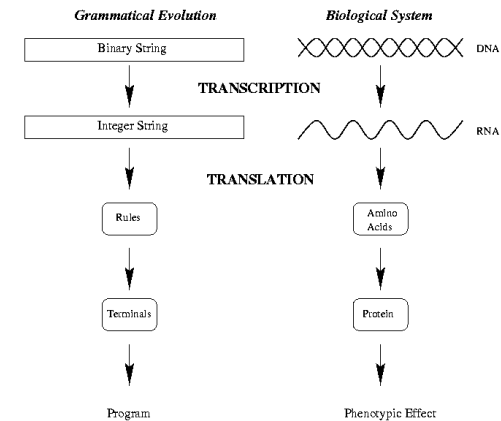 Grammatical Evolution
Biological System
Binary String
DNA
TRANSCRIPTION
Integer String
RNA
TRANSLATION
Rules
Amino
Acids
Terminals
Protein
Program
Phenotypic Effect